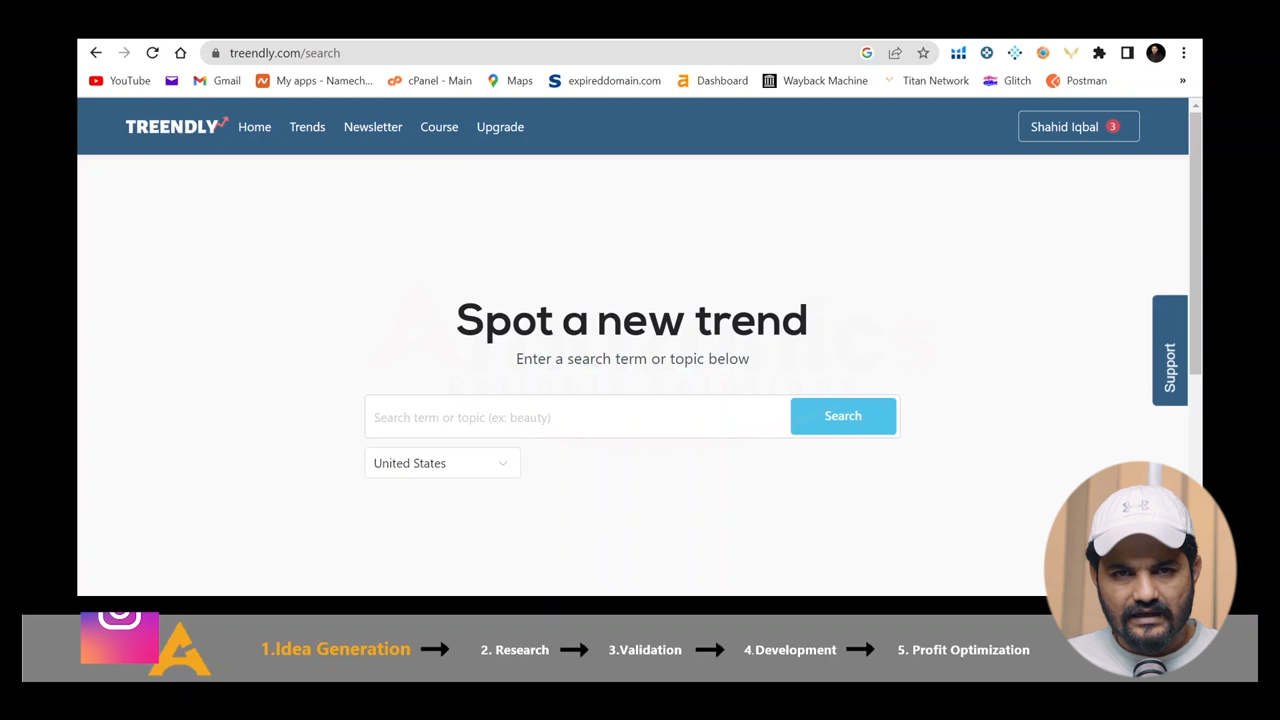 treendly.com/search
YouTube Gmail My apps - Namech... cPanel - Main Maps expireddomain.com Dashboard Wayback Machine Titan Network Glitch Postman »
TREENDLY Home Trends Newsletter Course Upgrade Shahid Iqbal 3
Spot a new trend
Enter a search term or topic below
Search term or topic (ex: beauty) Search
United States
Support
1.Idea Generation 2. Research 3.Validation 4.Development 5. Profit Optimization